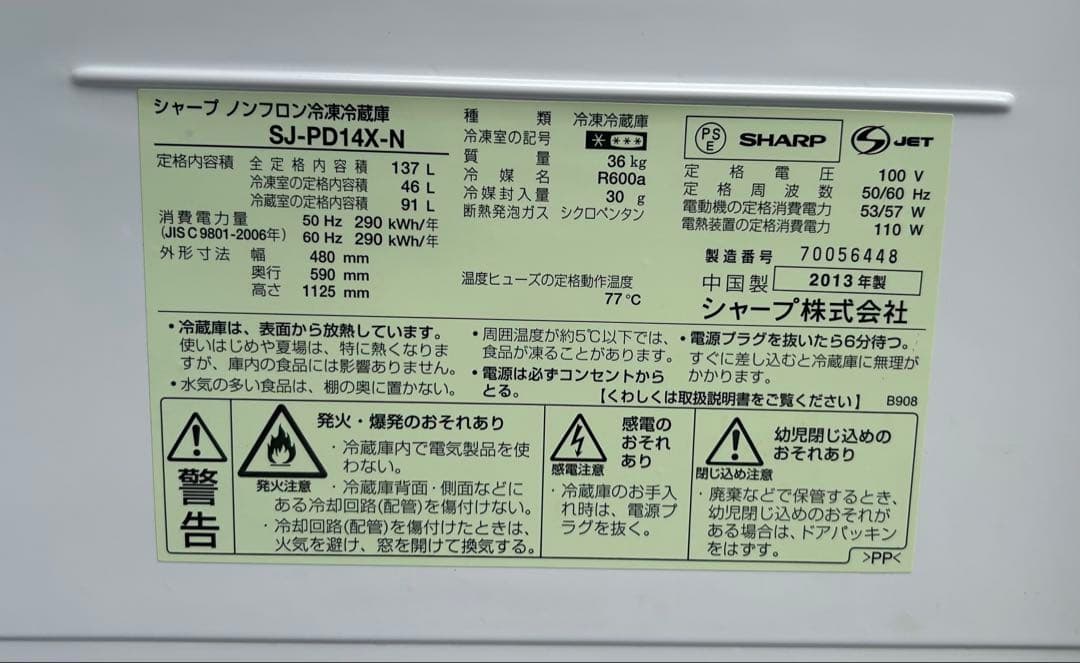 シャープ ノンフロン冷凍冷蔵庫
SJ-PD14X-N
定格内容積 全定格内容積 137 L
冷凍室の定格内容積 46 L
冷蔵室の定格内容積 91 L
消費電力量 50 Hz 290 kWh/年
(JIS C 9801-2006年) 60 Hz 290 kWh/年
外形寸法 幅 480 mm
奥行 590 mm
高さ 1125 mm
種類 冷凍冷蔵庫
冷凍室の記号 * ***
質量 36 kg
冷媒名 R600a
冷媒封入量 30 g
断熱発泡ガス シクロペンタン
温度ヒューズの定格動作温度
77℃
PSE SHARP JET
定格電圧 100 V
定格周波数 50/60 Hz
電動機の定格消費電力 53/57 W
電熱装置の定格消費電力 110 W
製造番号 70056448
中国製 2013年製
シャープ株式会社
・冷蔵庫は、表面から放熱しています。
使いはじめや夏場は、特に熱くなりま
すが、庫内の食品には影響ありません。
・水気の多い食品は、棚の奥に置かない。
・周囲温度が約5℃以下では、
食品が凍ることがあります。
・電源は必ずコンセントから
とる。
・電源プラグを抜いたら6分待つ。
すぐに差し込むと冷蔵庫に無理が
かかります。
【くわしくは取扱説明書をご覧ください】 B908
警告
発火注意
発火・爆発のおそれあり
・冷蔵庫内で電気製品を使
わない。
・冷蔵庫背面・側面などに
ある冷却回路(配管)を傷付けない。
・冷却回路(配管)を傷付けたときは、
火気を避け、窓を開けて換気する。
感電注意
感電の
おそれ
あり
・冷蔵庫のお手入
れ時は、電源プ
ラグを抜く。
閉じ込め注意
幼児閉じ込めの
おそれあり
・廃棄などで保管するとき、
幼児閉じ込めのおそれが
ある場合は、ドアパッキン
をはずす。
>PP<